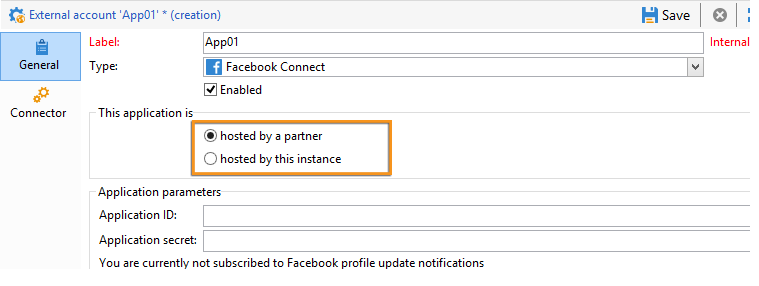 External account 'App01' * (creation)
Save
General
Connector
Label:
App01
Internal
Type:
Facebook Connect
Enabled
This application is
hosted by a partner
hosted by this instance
Application parameters
Application ID:
Application secret:
You are currently not subscribed to Facebook profile update notifications